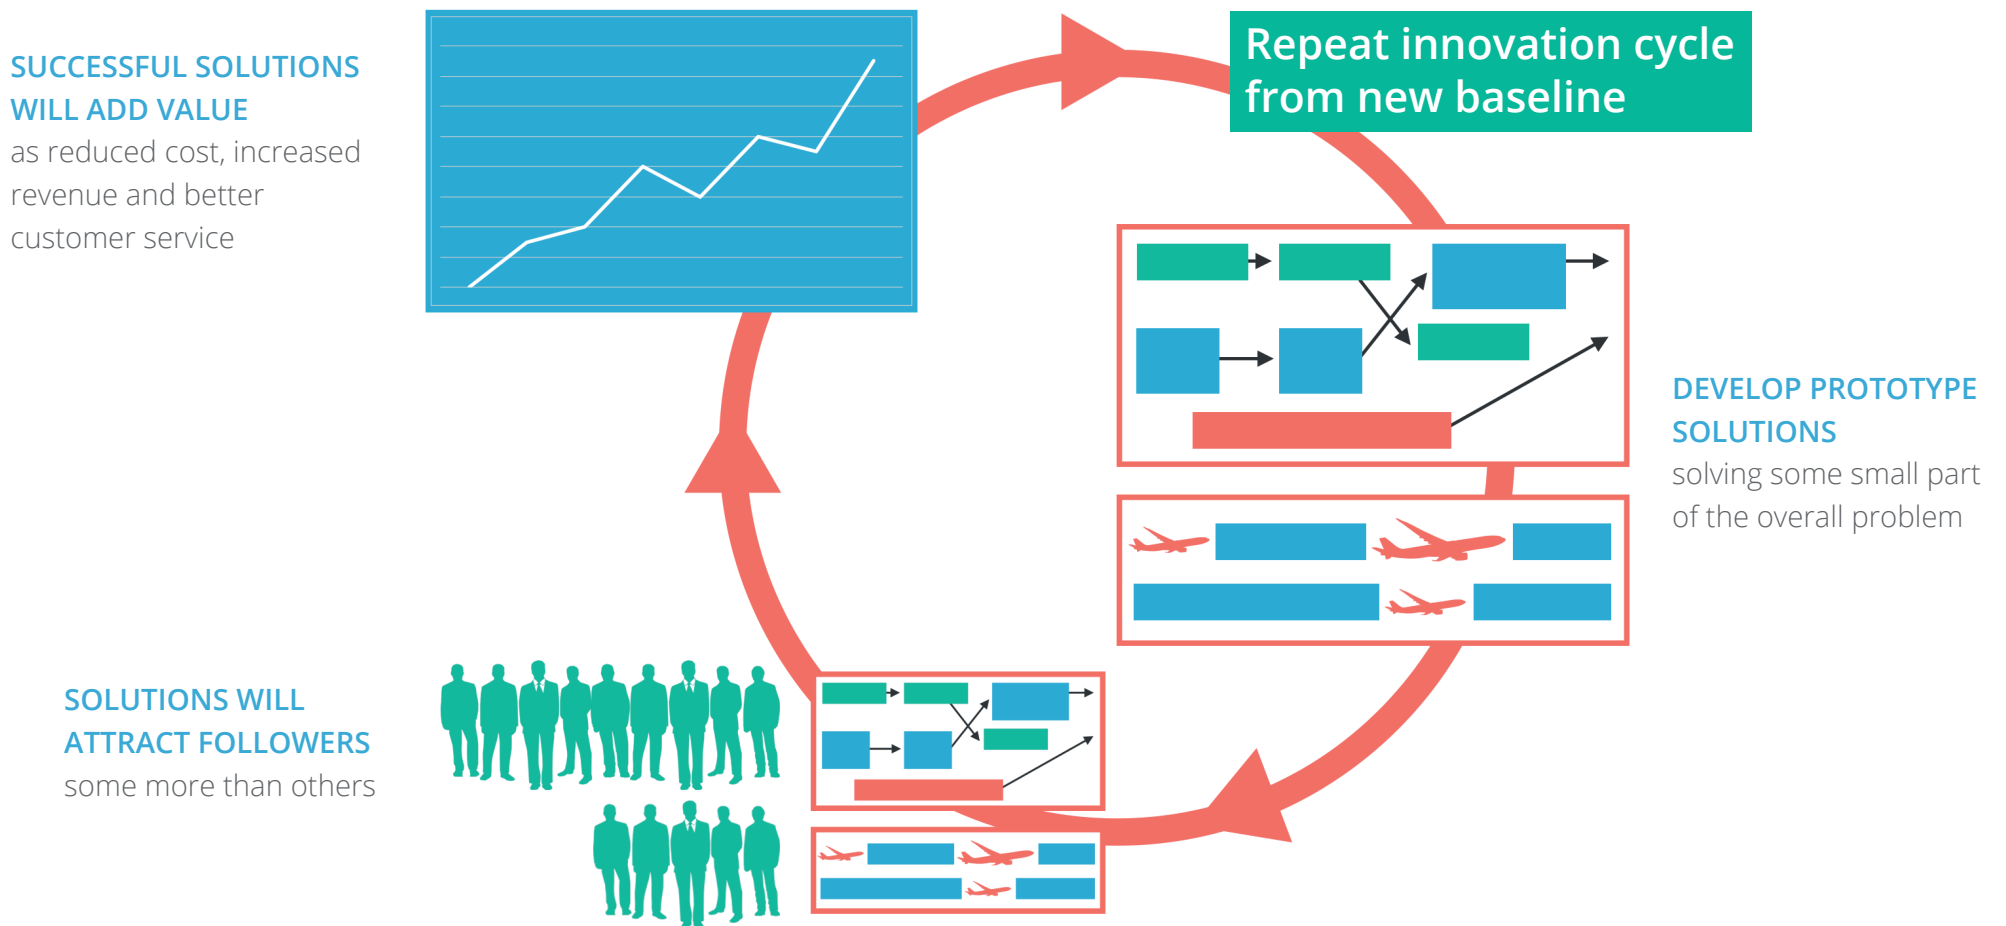 SUCCESSFUL SOLUTIONS
WILL ADD VALUE
as reduced cost, increased
revenue and better
customer service
Repeat innovation cycle
from new baseline
DEVELOP PROTOTYPE
SOLUTIONS
solving some small part
of the overall problem
SOLUTIONS WILL
ATTRACT FOLLOWERS
some more than others